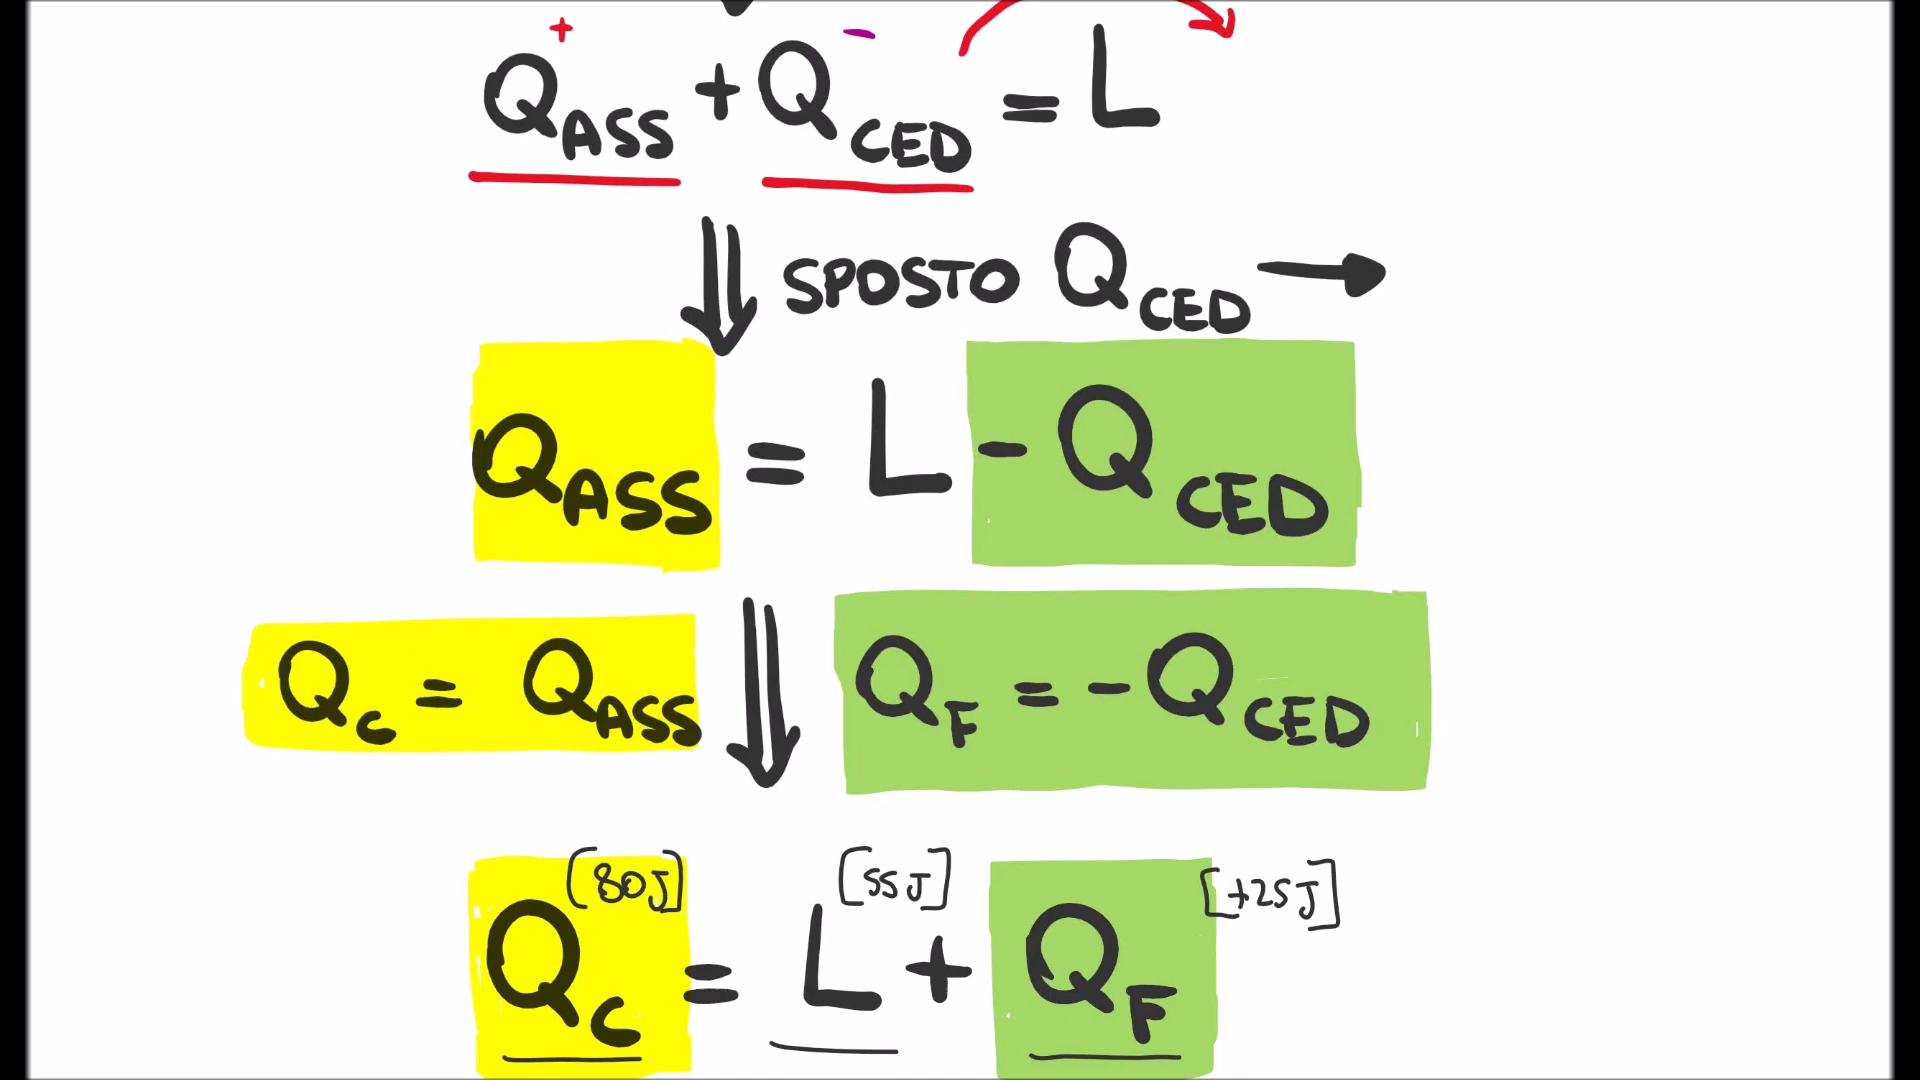 + -
Q_ASS + Q_CED = L
SPOSTO Q_CED →
Q_ASS = L - Q_CED
Q_C = Q_ASS
Q_F = - Q_CED
[80J] [55J] [+25J]
Q_C = L + Q_F